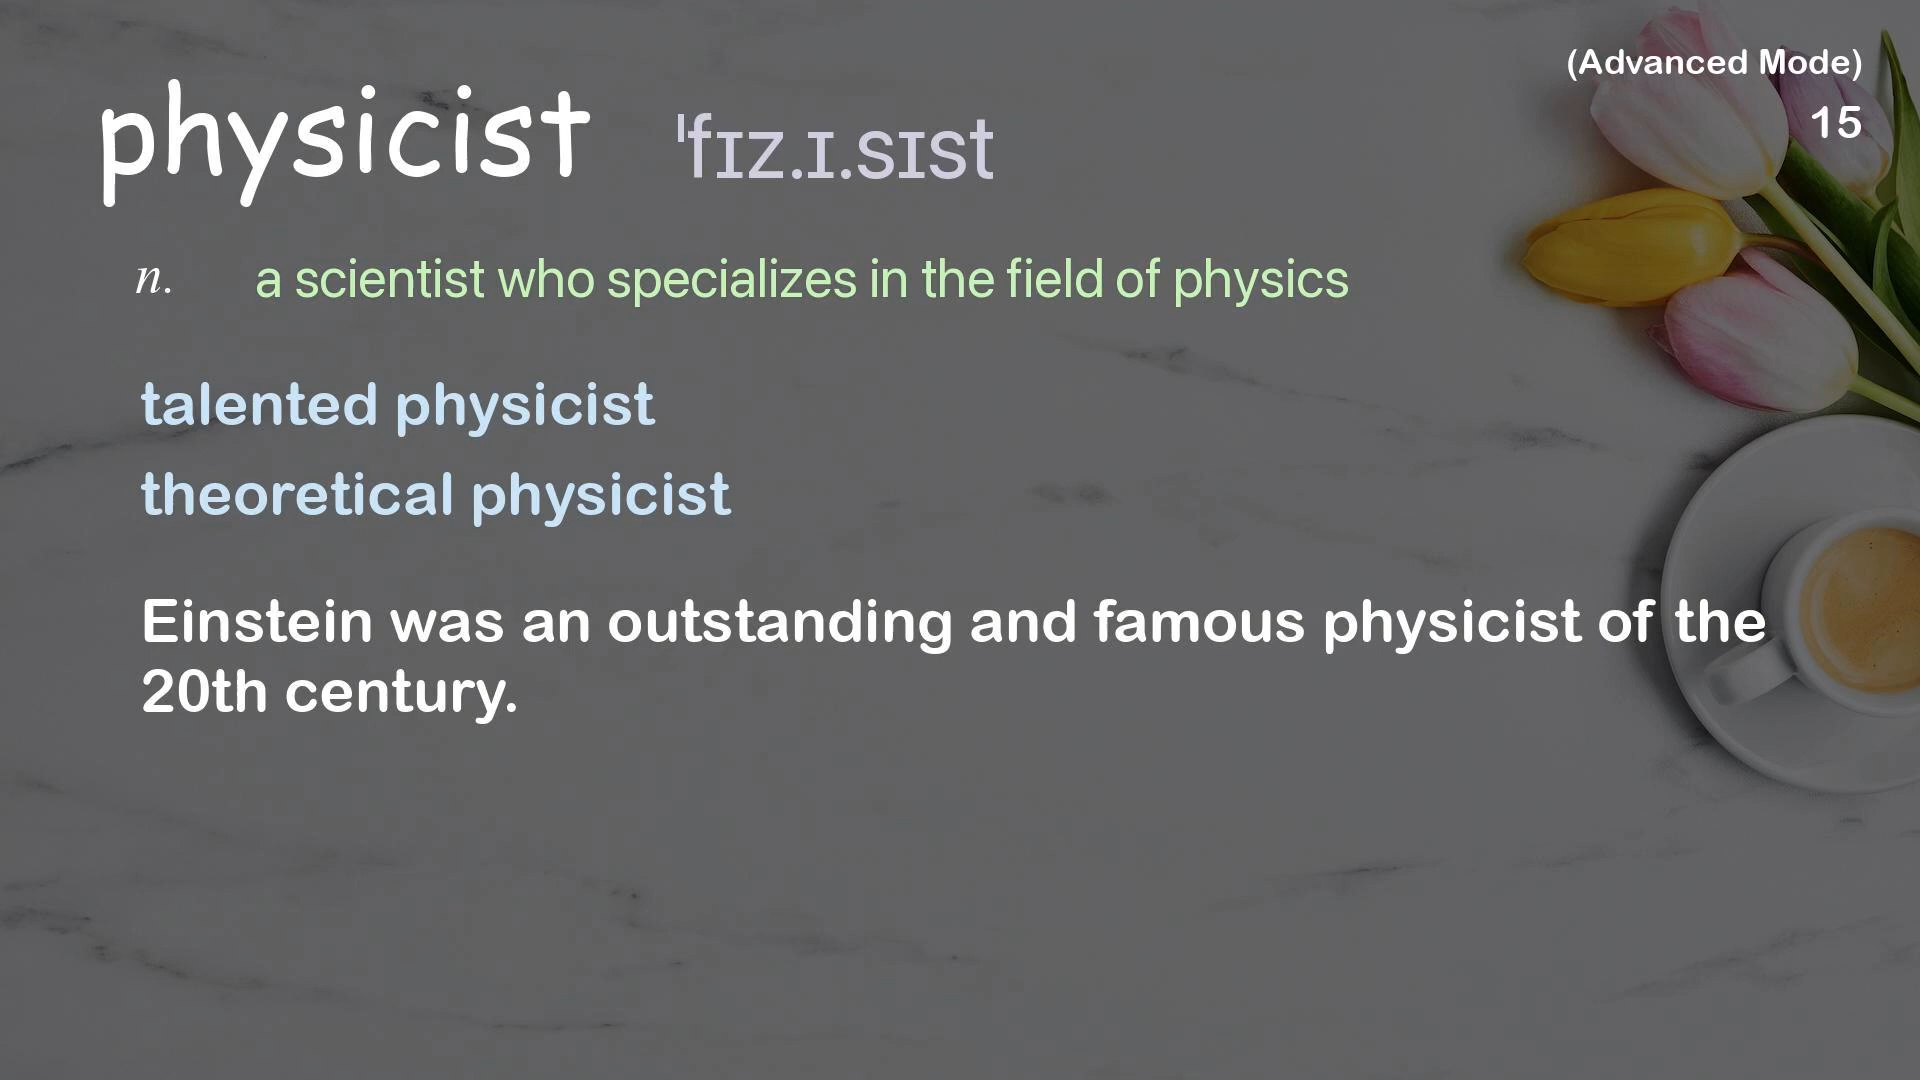 (Advanced Mode)
15
physicist ˈfɪz.ɪ.sɪst
n. a scientist who specializes in the field of physics
talented physicist
theoretical physicist
Einstein was an outstanding and famous physicist of the
20th century.